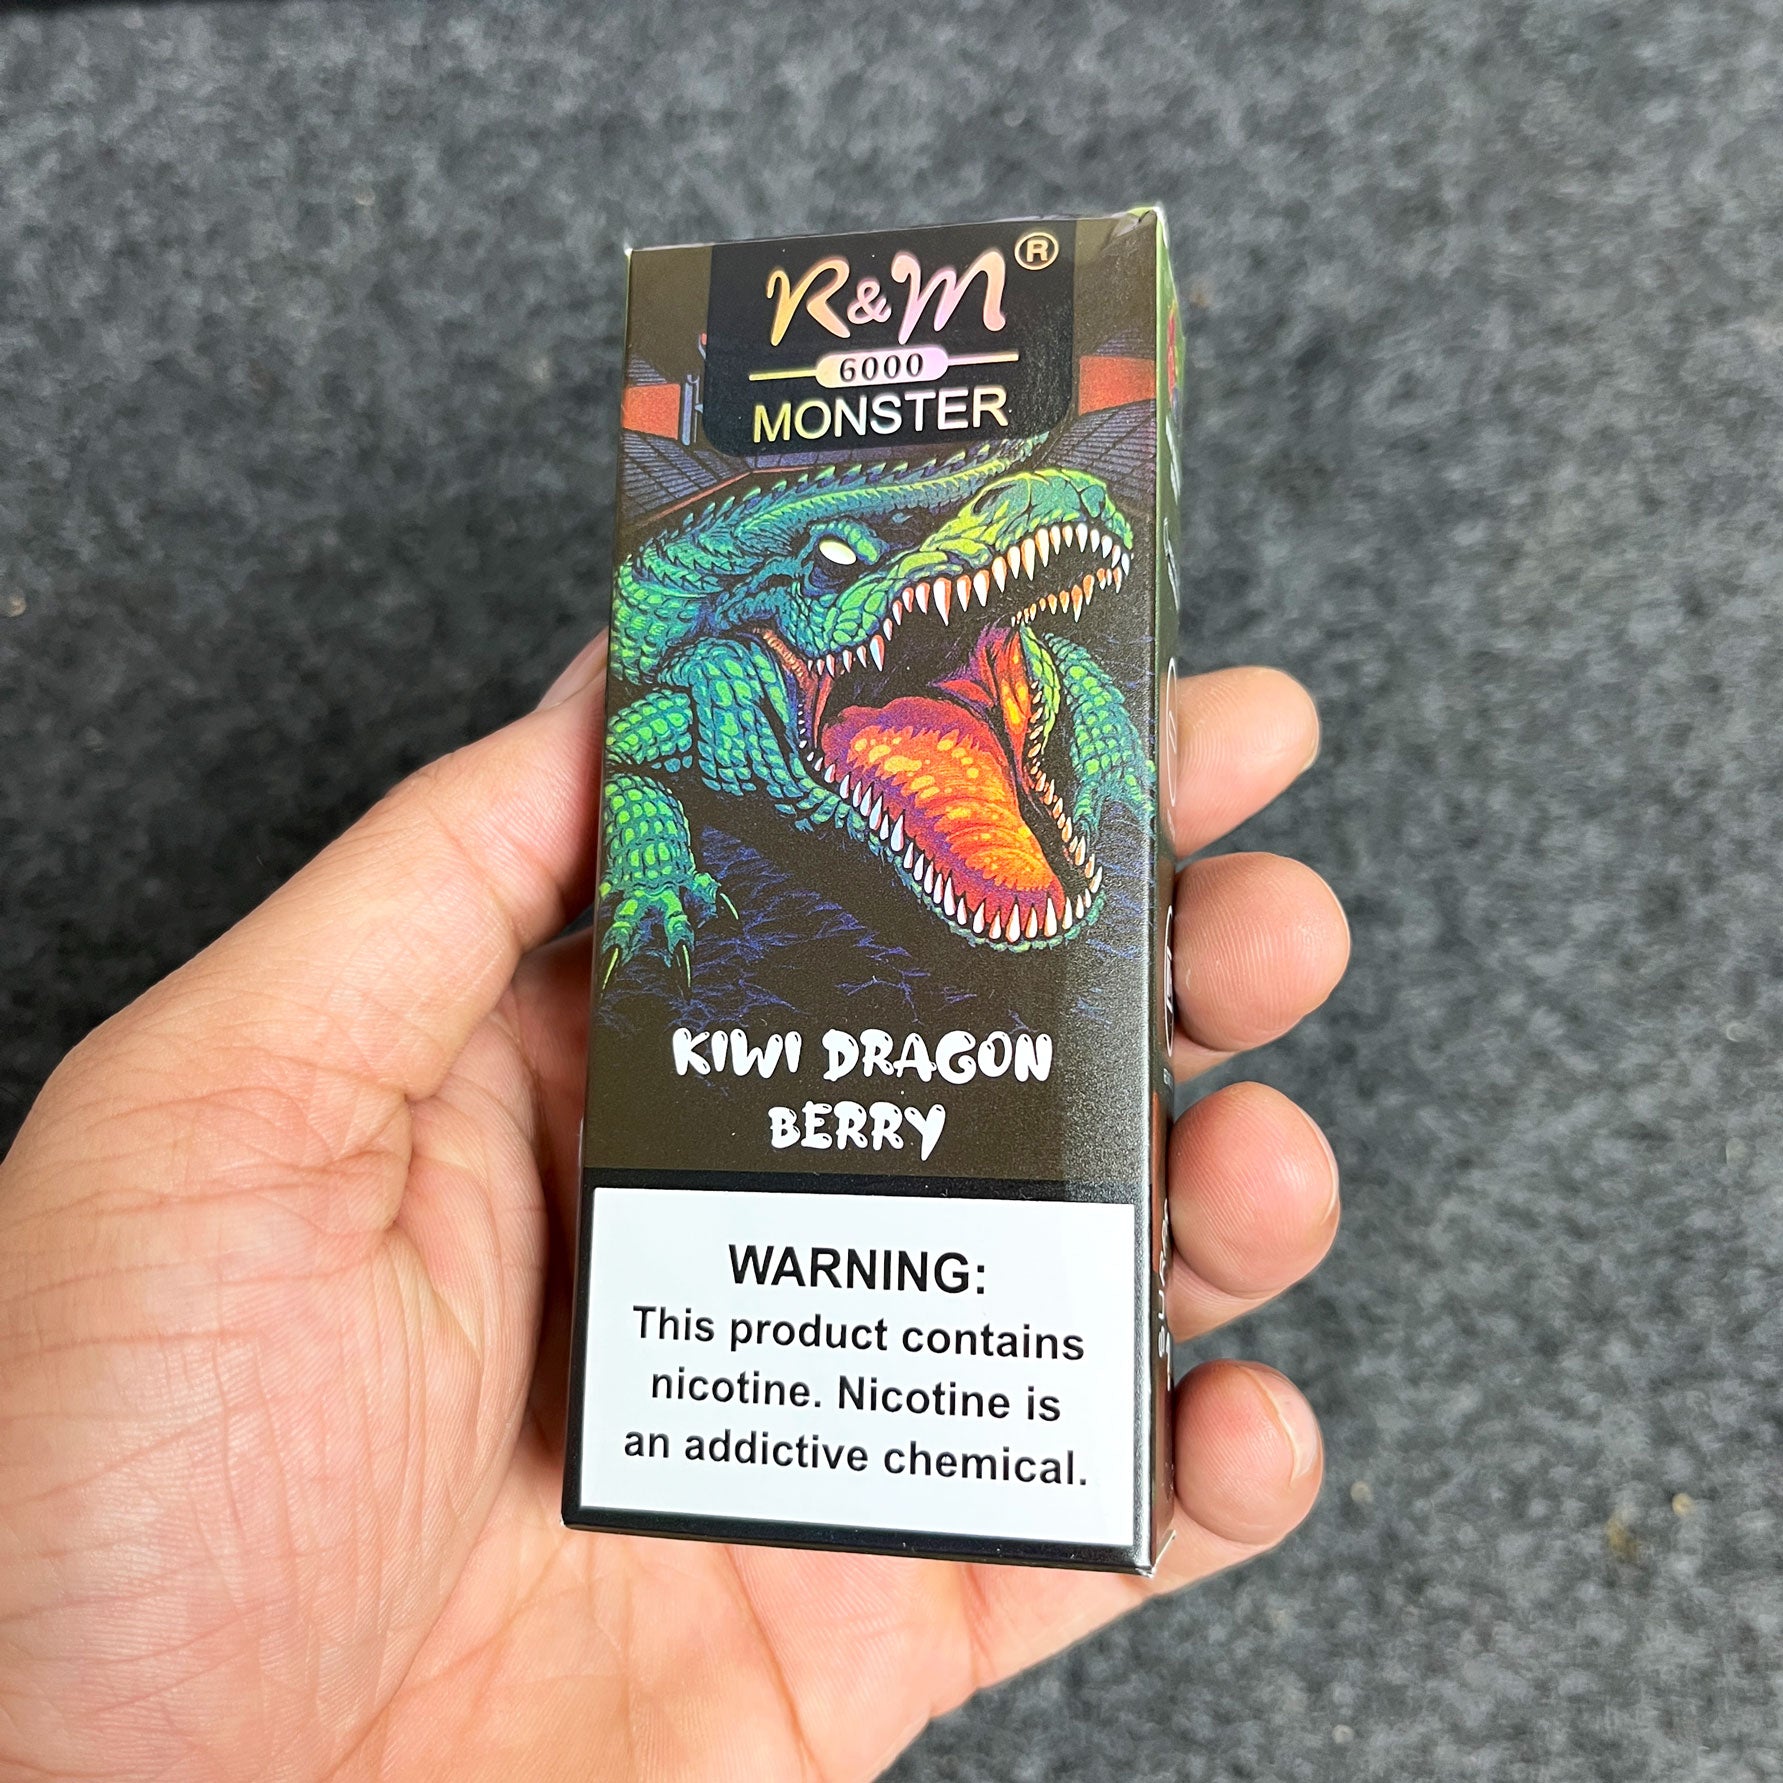 R&M®
6000
MONSTER
KIWI DRAGON
BERRY
WARNING:
This product contains
nicotine. Nicotine is
an addictive chemical.